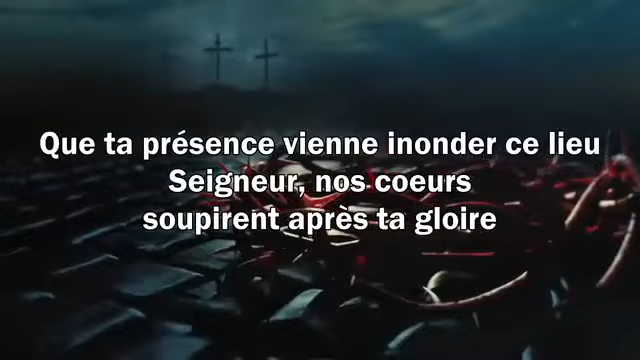 Que ta présence vienne inonder ce lieu
Seigneur, nos coeurs
soupirent après ta gloire